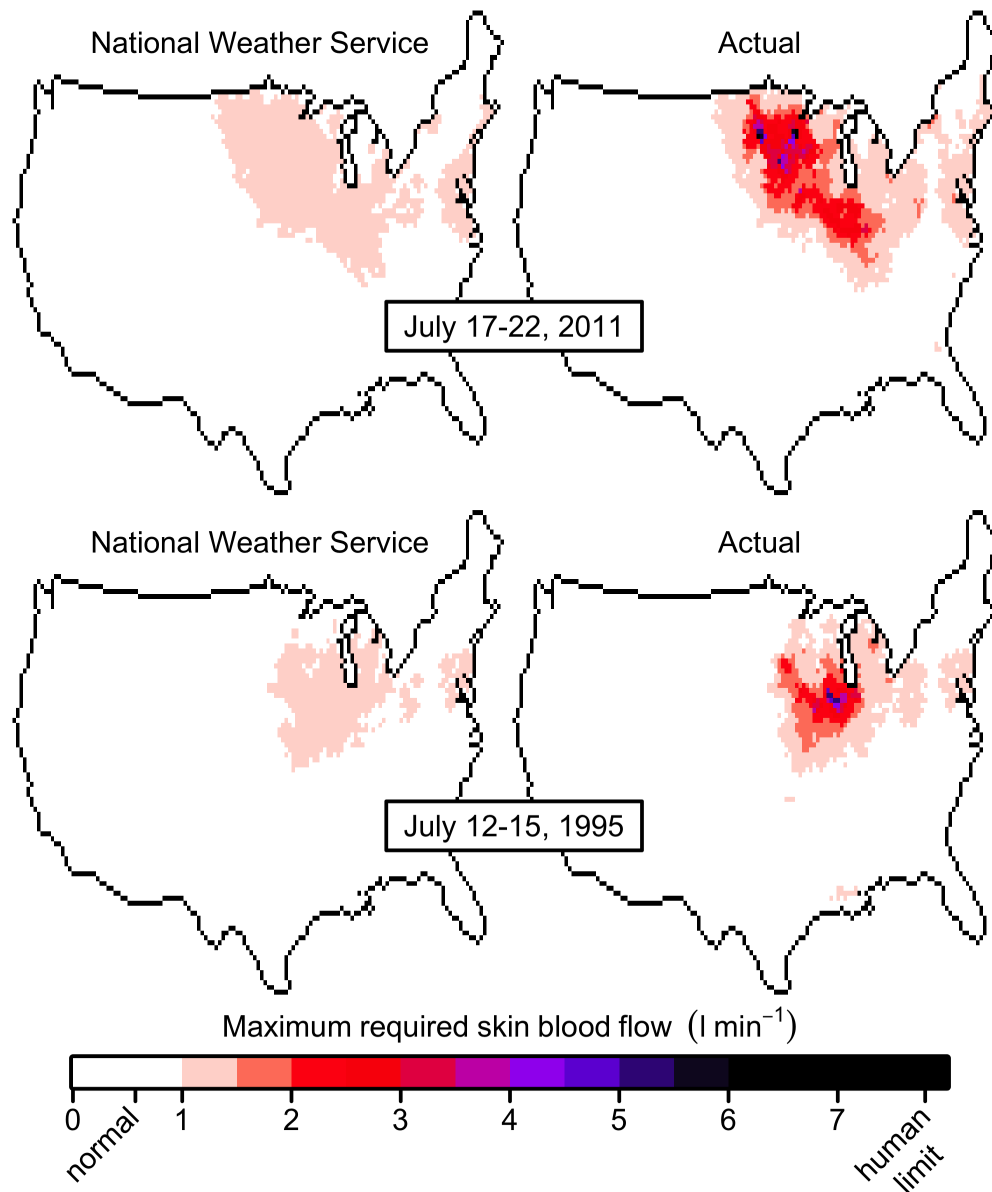 National Weather Service Actual
July 17-22, 2011
National Weather Service Actual
July 12-15, 1995
Maximum required skin blood flow (l min⁻¹)
0 1 2 3 4 5 6 7
normal
human
limit